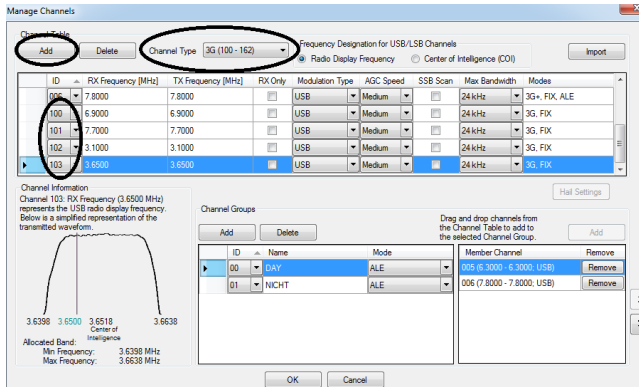 Manage Channels
Channel Table
Add Delete Channel Type 3G (100 - 162) Frequency Designation for USB/LSB Channels
Radio Display Frequency Center of Intelligence (COI) Import
ID RX Frequency [MHz] TX Frequency [MHz] RX Only Modulation Type AGC Speed SSB Scan Max Bandwidth Modes
006 7.8000 7.8000 USB Medium 24 kHz 3G+, FIX, ALE
100 6.9000 6.9000 USB Medium 24 kHz 3G, FIX
101 7.7000 7.7000 USB Medium 24 kHz 3G, FIX
102 3.1000 3.1000 USB Medium 24 kHz 3G, FIX
103 3.6500 3.6500 USB Medium 24 kHz 3G, FIX
Hail Settings
Channel Information
Channel 103: RX Frequency (3.6500 MHz)
represents the USB radio display frequency.
Below is a simplified representation of the
transmitted waveform.
3.6398 3.6500 3.6518 3.6638
Center of
Intelligence
Allocated Band:
Min Frequency: 3.6398 MHz
Max Frequency: 3.6638 MHz
Channel Groups
Add Delete
Drag and drop channels from
the Channel Table to add to
the selected Channel Group.
Add
ID Name Mode
00 DAY ALE
01 NICHT ALE
Member Channel Remove
005 (6.3000 - 6.3000; USB) Remove
006 (7.8000 - 7.8000; USB) Remove
OK Cancel